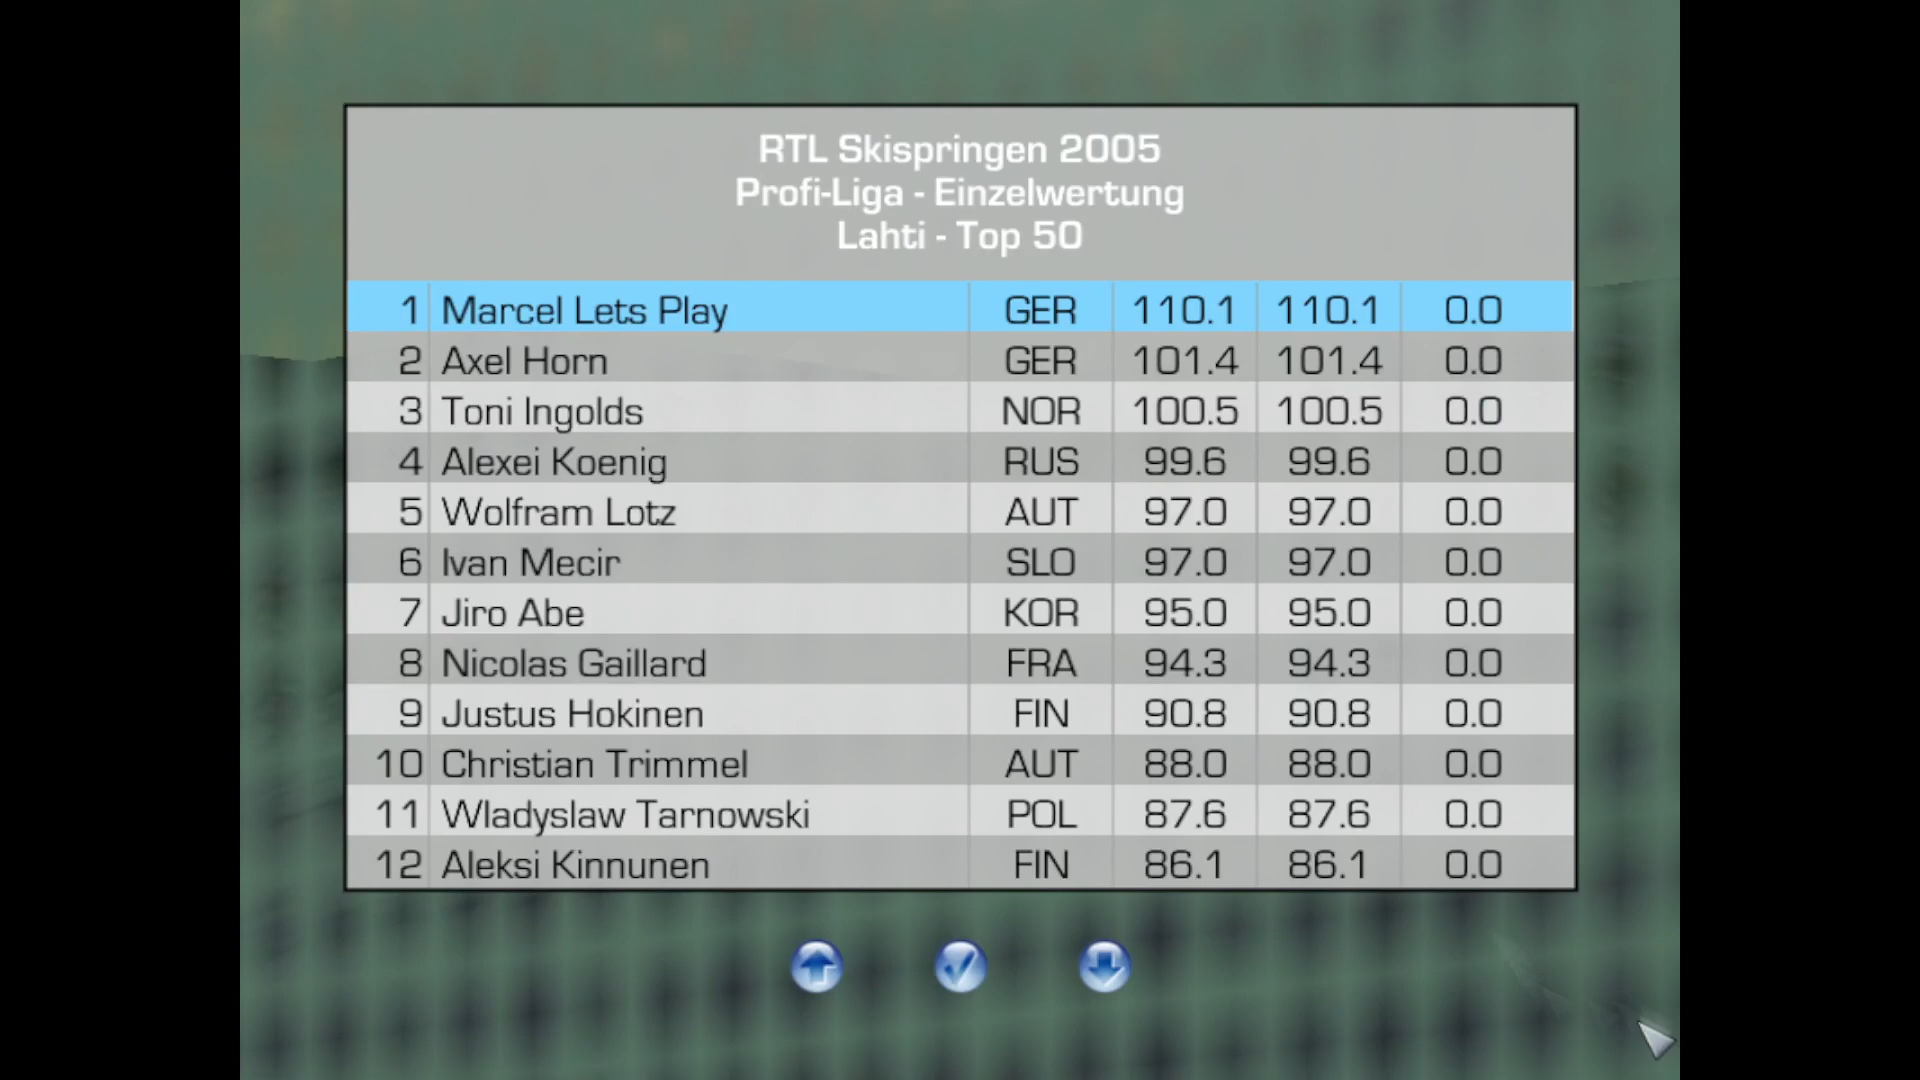 RTL Skispringen 2005
Profi-Liga - Einzelwertung
Lahti - Top 50
1 Marcel Lets Play GER 110.1 110.1 0.0
2 Axel Horn GER 101.4 101.4 0.0
3 Toni Ingolds NOR 100.5 100.5 0.0
4 Alexei Koenig RUS 99.6 99.6 0.0
5 Wolfram Lotz AUT 97.0 97.0 0.0
6 Ivan Mecir SLO 97.0 97.0 0.0
7 Jiro Abe KOR 95.0 95.0 0.0
8 Nicolas Gaillard FRA 94.3 94.3 0.0
9 Justus Hokinen FIN 90.8 90.8 0.0
10 Christian Trimmel AUT 88.0 88.0 0.0
11 Wladyslaw Tarnowski POL 87.6 87.6 0.0
12 Aleksi Kinnunen FIN 86.1 86.1 0.0